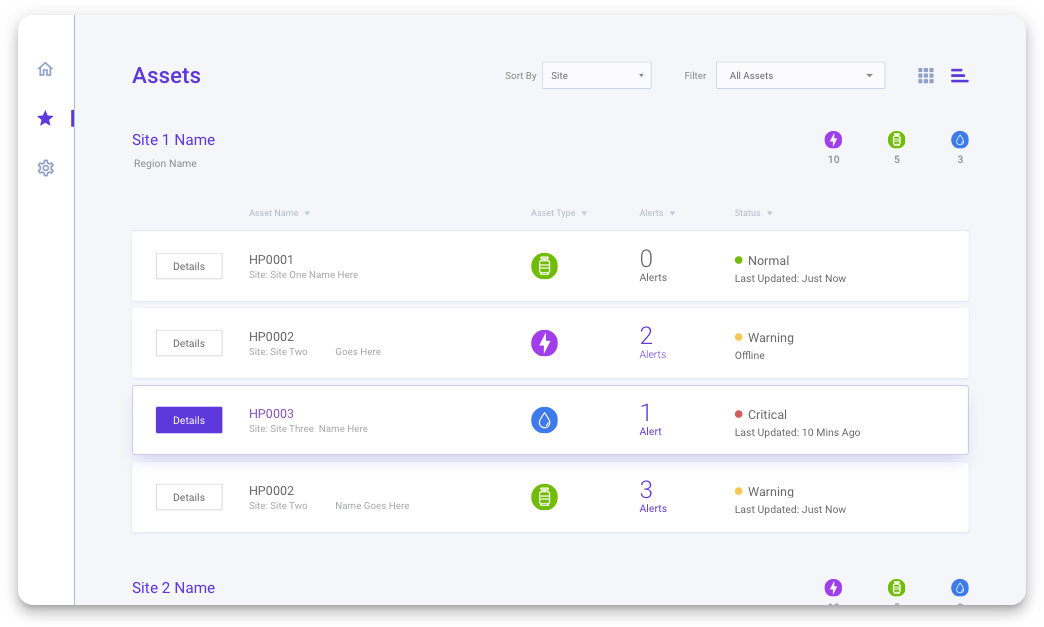 Assets
Sort By Site
Filter All Assets
Site 1 Name
Region Name
10 5 3
Asset Name Asset Type Alerts Status
Details
HP0001
Site: Site One Name Here
0
Alerts
Normal
Last Updated: Just Now
Details
HP0002
Site: Site Two Goes Here
2
Alerts
Warning
Offline
Details
HP0003
Site: Site Three Name Here
1
Alert
Critical
Last Updated: 10 Mins Ago
Details
HP0002
Site: Site Two Name Goes Here
3
Alerts
Warning
Last Updated: Just Now
Site 2 Name